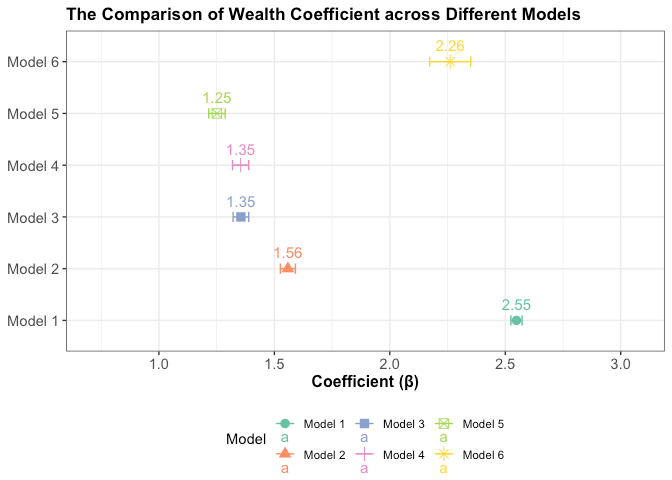 The Comparison of Wealth Coefficient across Different Models
Model 6
2.26
Model 5
1.25
Model 4
1.35
Model 3
1.35
Model 2
1.56
Model 1
2.55
1.0 1.5 2.0 2.5 3.0
Coefficient (β)
Model
a Model 1
a Model 3
a Model 5
a Model 2
a Model 4
a Model 6